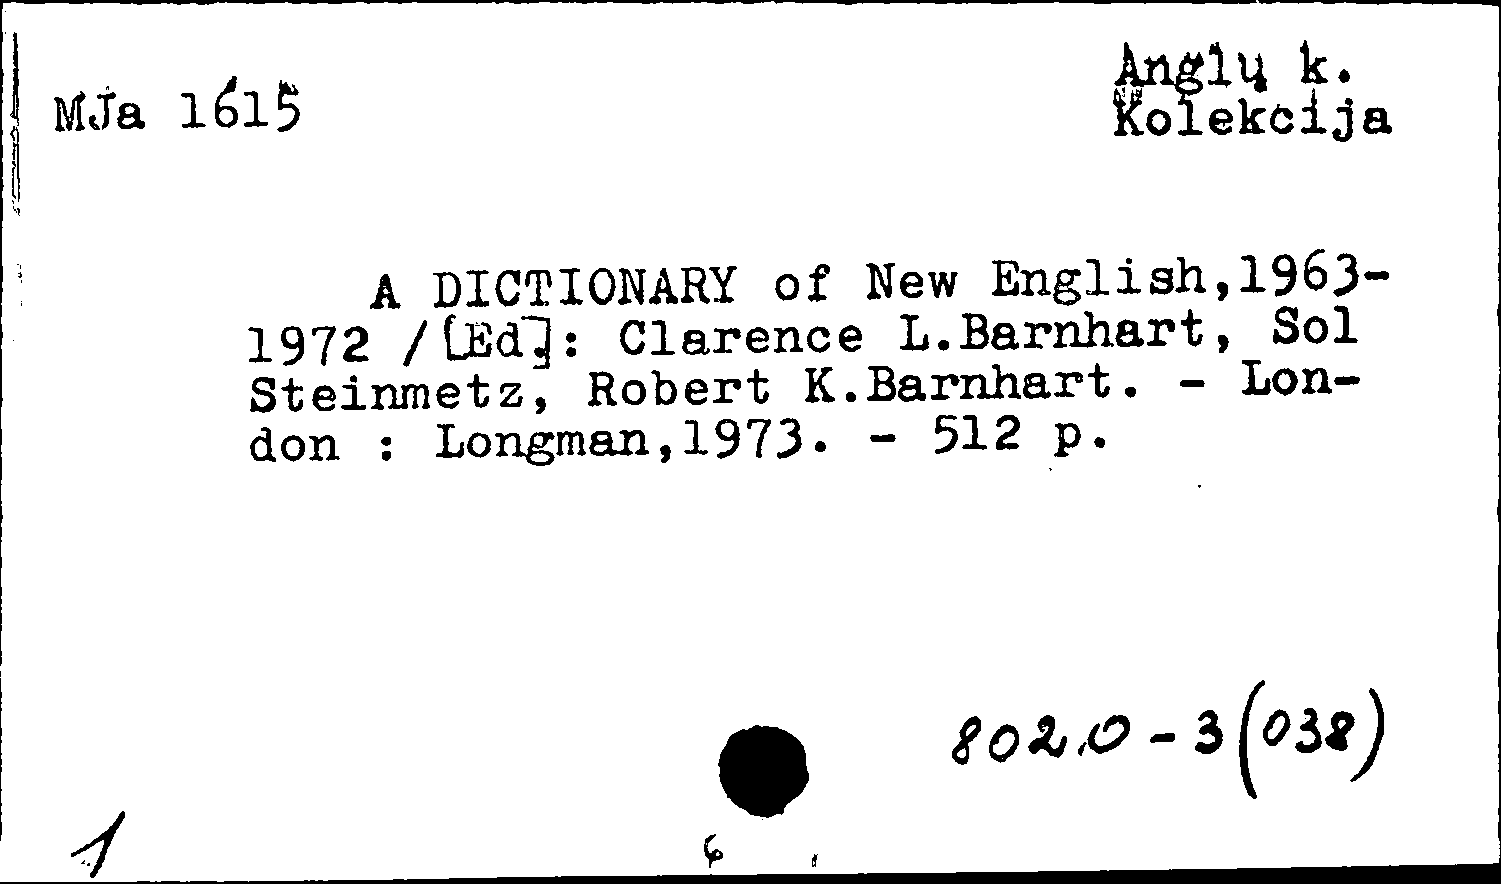 MJa 1615
Anglų k.
Kolekcija
A DICTIONARY of New English,1963-
1972 /[Ed.]: Clarence L.Barnhart, Sol
Steinmetz, Robert K.Barnhart. - Lon-
don : Longman,1973. - 512 p.
802.0-3(038)
1
6